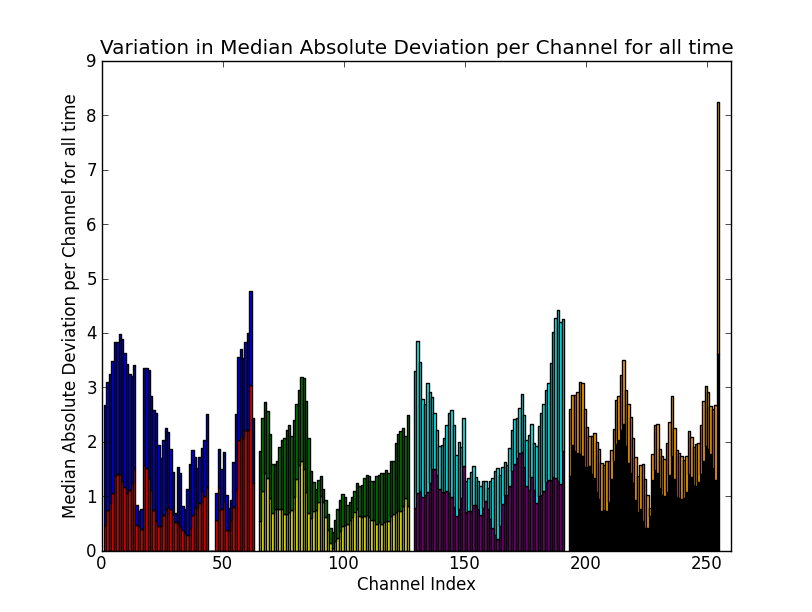 Variation in Median Absolute Deviation per Channel for all time
9
8
7
6
5
4
3
2
1
0
Median Absolute Deviation per Channel for all time
0 50 100 150 200 250
Channel Index